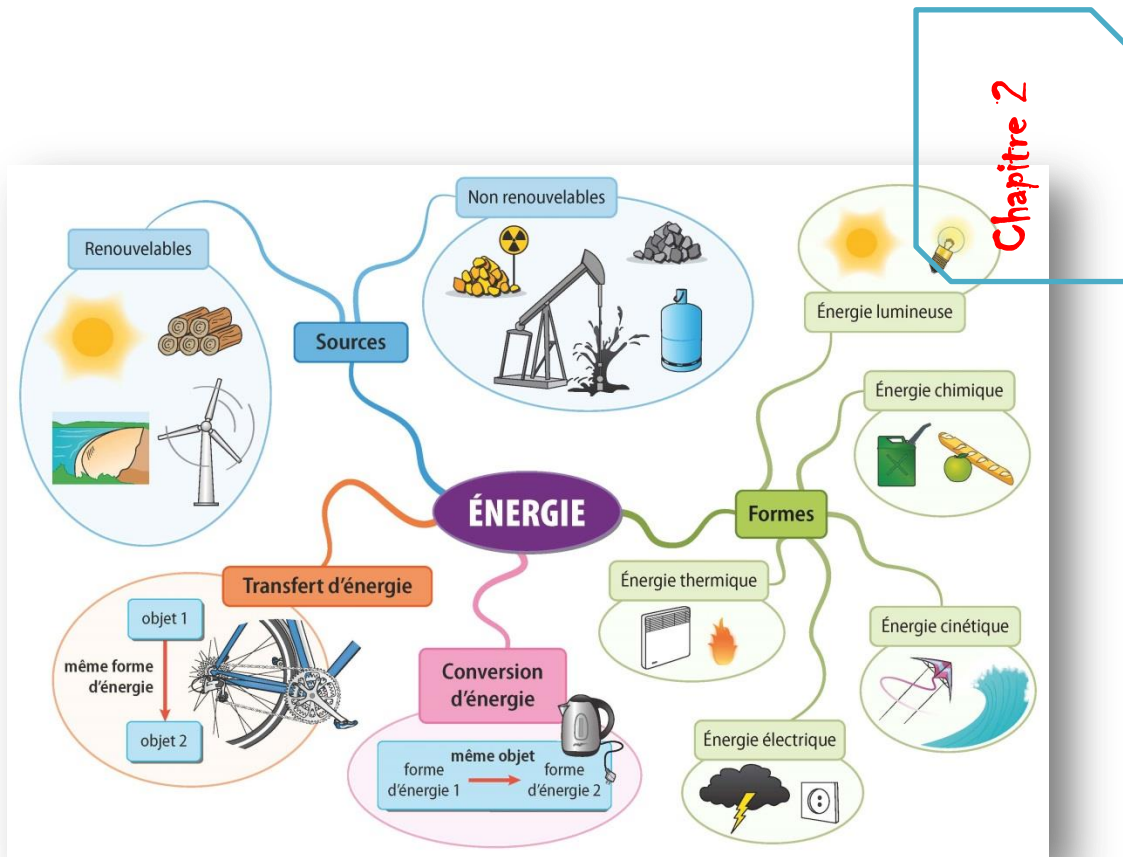 Chapitre 2
Non renouvelables
Renouvelables
Sources
Énergie lumineuse
Énergie chimique
ÉNERGIE
Formes
Transfert d'énergie
objet 1
même forme
d'énergie
objet 2
Conversion
d'énergie
même objet
forme
d'énergie 1
forme
d'énergie 2
Énergie thermique
Énergie cinétique
Énergie électrique